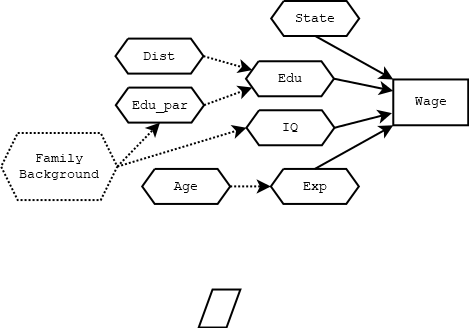 State
Dist
Edu
Edu_par
Wage
IQ
Family
Background
Age
Exp